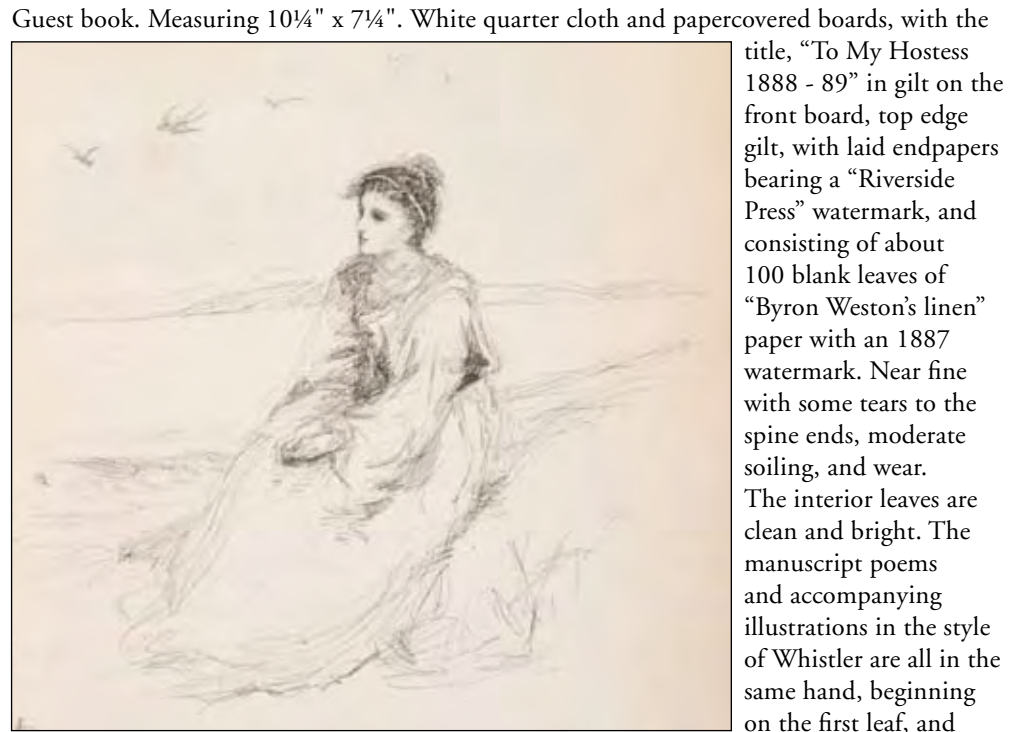 Guest book. Measuring 10¼" x 7¼". White quarter cloth and papercovered boards, with the
title, “To My Hostess
1888 - 89” in gilt on the
front board, top edge
gilt, with laid endpapers
bearing a “Riverside
Press” watermark, and
consisting of about
100 blank leaves of
“Byron Weston’s linen”
paper with an 1887
watermark. Near fine
with some tears to the
spine ends, moderate
soiling, and wear.
The interior leaves are
clean and bright. The
manuscript poems
and accompanying
illustrations in the style
of Whistler are all in the
same hand, beginning
on the first leaf, and